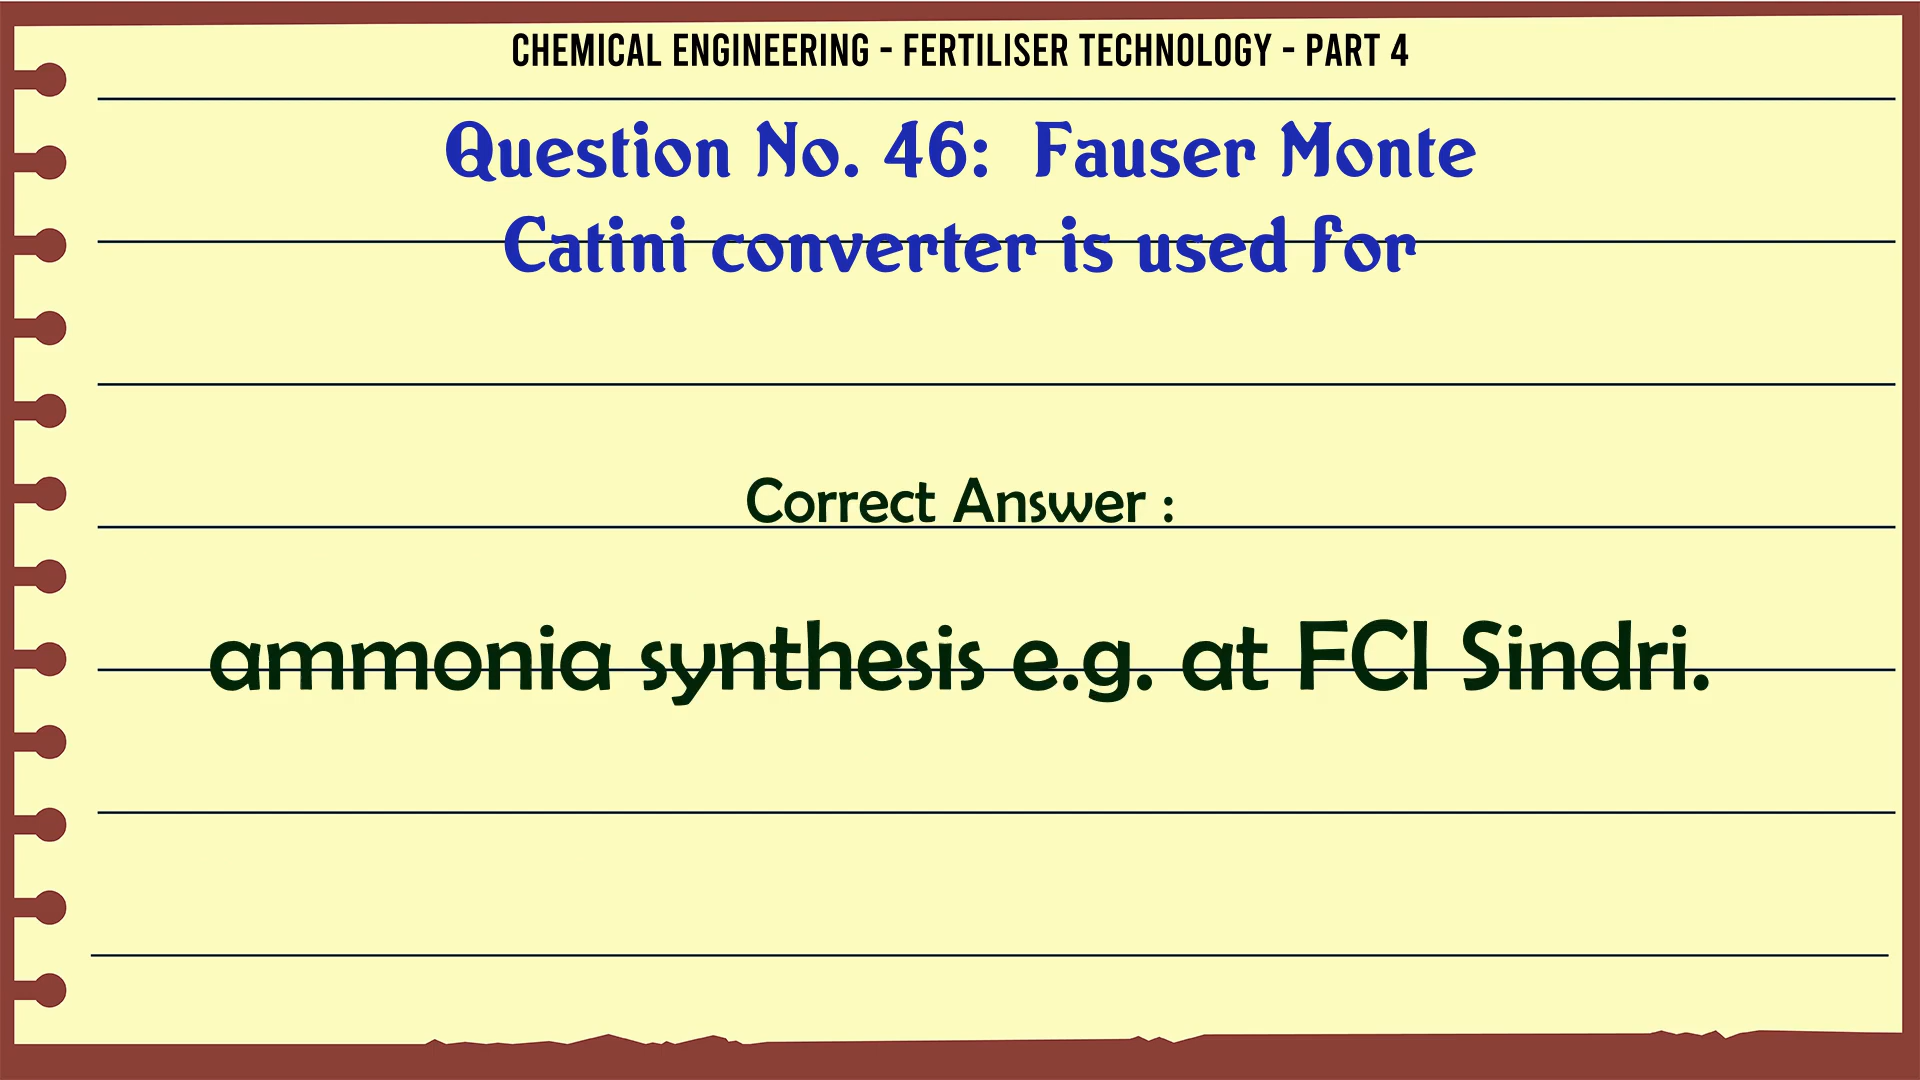 CHEMICAL ENGINEERING - FERTILISER TECHNOLOGY - PART 4
Question No. 46: Fauser Monte
Catini converter is used for
Correct Answer :
ammonia synthesis e.g. at FCI Sindri.